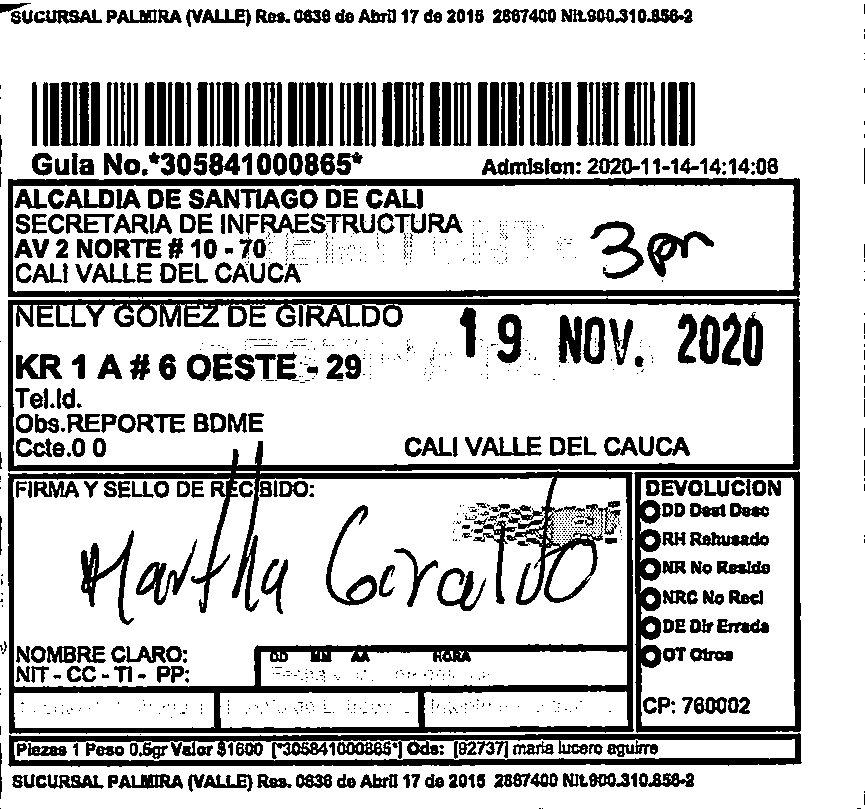 SUCURSAL PALMIRA (VALLE) Res. 0636 de Abril 17 de 2015 2867400 Nit.900.310.856-2
Guia No.*305841000865*
Admision: 2020-11-14-14:14:08
ALCALDIA DE SANTIAGO DE CALI
SECRETARIA DE INFRAESTRUCTURA
AV 2 NORTE # 10 - 70
CALI VALLE DEL CAUCA
3pm
NELLY GOMEZ DE GIRALDO
19 NOV. 2020
KR 1 A # 6 OESTE - 29
Tel.Id.
Obs.REPORTE BDME
Ccte.0 0
CALI VALLE DEL CAUCA
FIRMA Y SELLO DE RECIBIDO:
Martha Giraldo
DEVOLUCION
DD Dest Desc
RH Rehusado
NR No Reside
NRC No Recl
DE Dir Errada
OT Otros
NOMBRE CLARO:
NIT - CC - TI - PP:
DD MM AA HORA
CP: 760002
Piezas 1 Peso 0.5gr Valor $1600 [*305841000865*] Ods: [92737] maria lucero aguirre
SUCURSAL PALMIRA (VALLE) Res. 0636 de Abril 17 de 2015 2867400 Nit.900.310.856-2